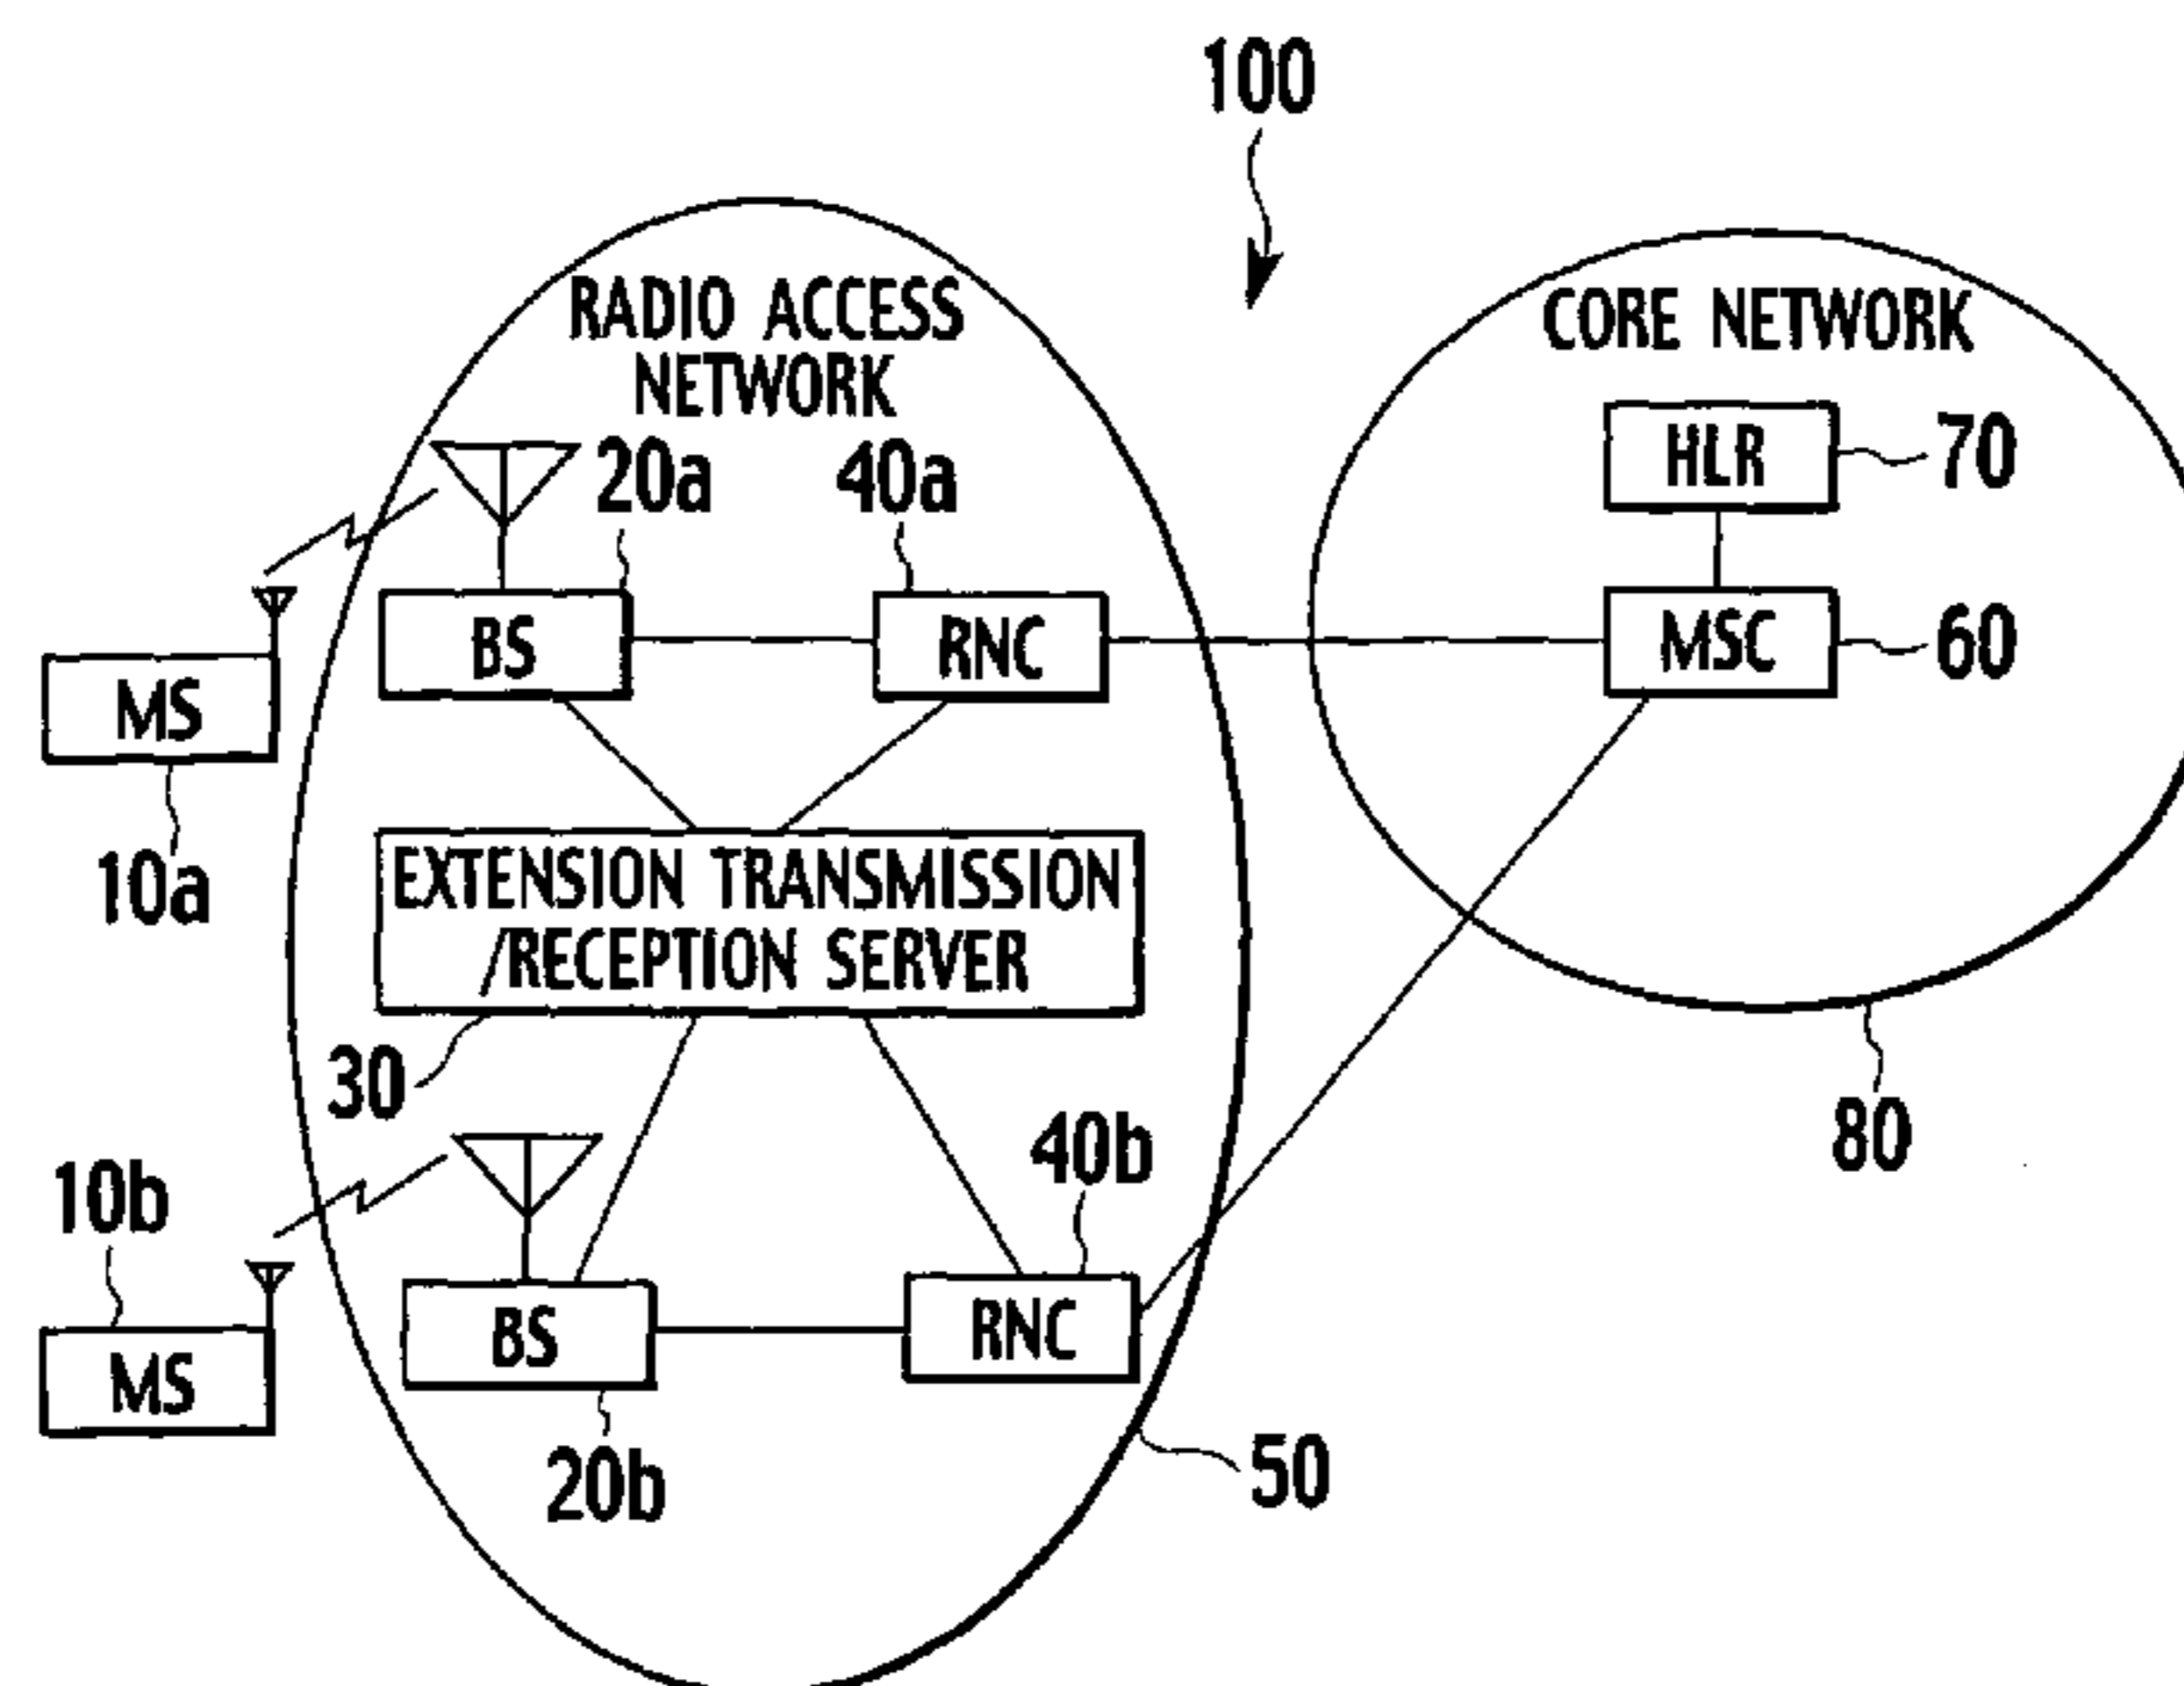 100
RADIO ACCESS
NETWORK
CORE NETWORK
20a
40a
HLR
70
BS
RNC
MSC
60
MS
10a
EXTENSION TRANSMISSION
/RECEPTION SERVER
30
80
40b
10b
BS
RNC
MS
20b
50